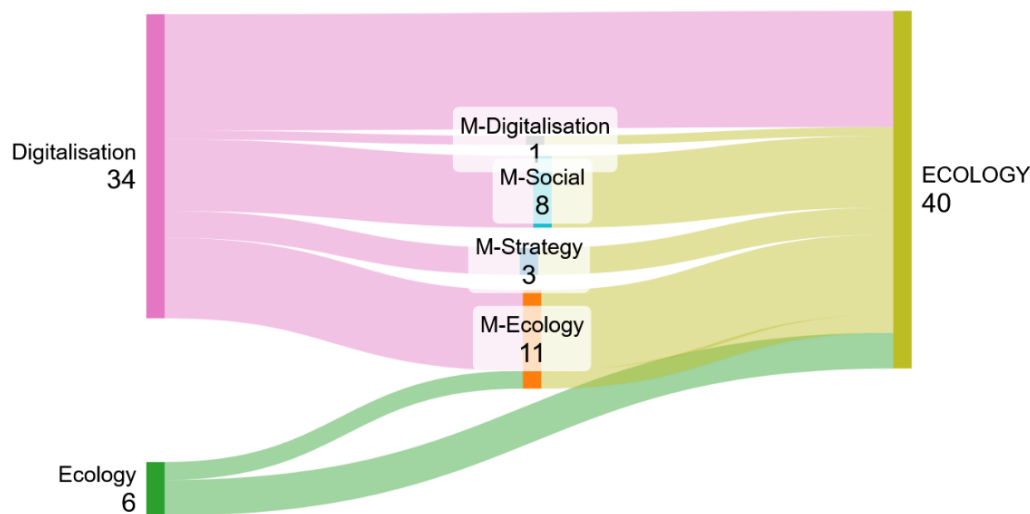 Digitalisation
34
M-Digitalisation
1
M-Social
8
M-Strategy
3
M-Ecology
11
ECOLOGY
40
Ecology
6